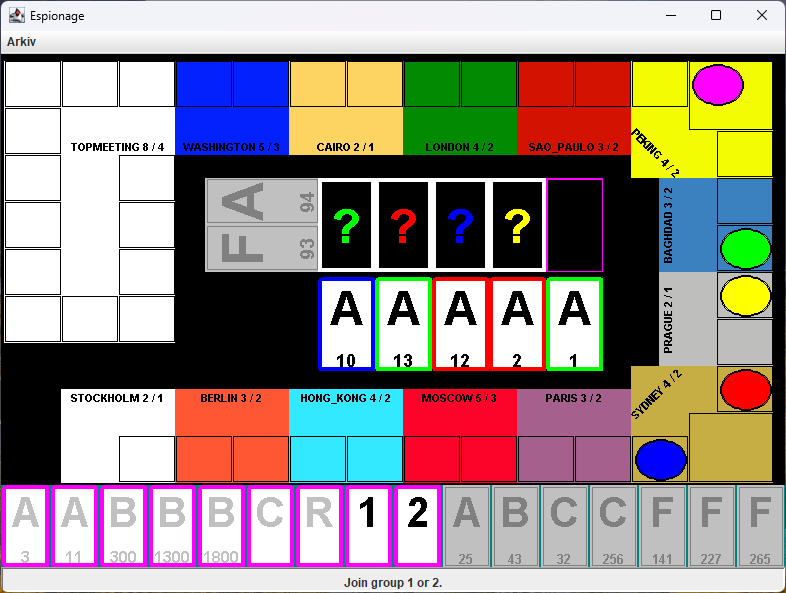 Espionage
Arkiv
TOPMEETING 8 / 4
WASHINGTON 5 / 3
CAIRO 2 / 1
LONDON 4 / 2
SAO_PAULO 3 / 2
PEKING 4 / 2
BAGHDAD 3 / 2
PRAGUE 2 / 1
SYDNEY 4 / 2
A 94
F 93
? ? ? ?
A A A A A
10 13 12 2 1
STOCKHOLM 2 / 1
BERLIN 3 / 2
HONG_KONG 4 / 2
MOSCOW 5 / 3
PARIS 3 / 2
A A B B B C R 1 2 A B C C F F F
3 11 300 1300 1800 25 43 32 256 141 227 265
Join group 1 or 2.